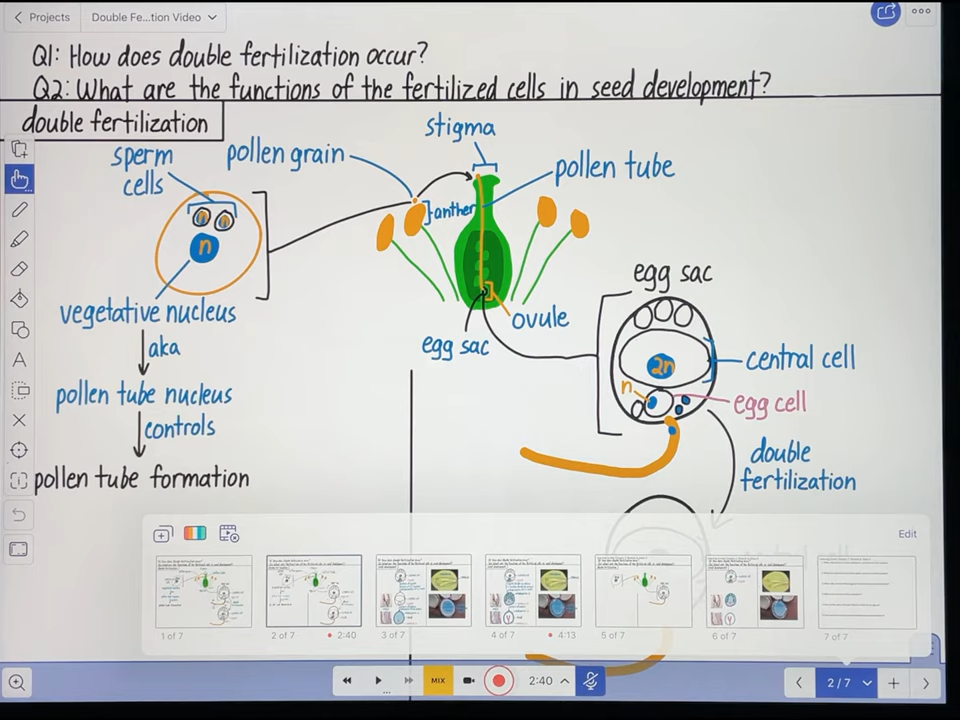 Projects
Double Fe...tion Video
Q1: How does double fertilization occur?
Q2: What are the functions of the fertilized cells in seed development?
double fertilization
stigma
sperm cells
pollen grain
pollen tube
anther
n
vegetative nucleus
aka
pollen tube nucleus
controls
pollen tube formation
ovule
egg sac
egg sac
2n
central cell
n
egg cell
double
fertilization
Edit
1 of 7
2 of 7
2:40
3 of 7
4 of 7
4:13
5 of 7
6 of 7
7 of 7
MIX
2:40
2/7